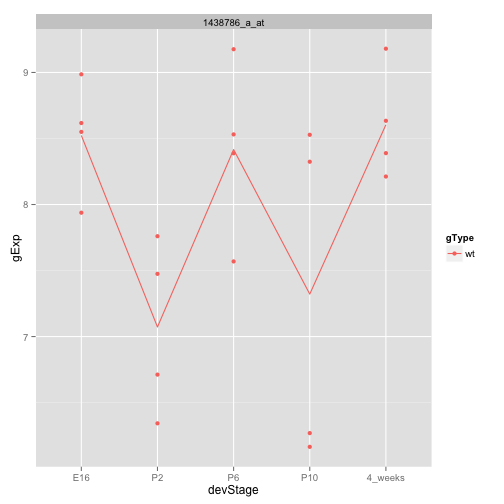 1438786_a_at
9
8
7
gExp
E16 P2 P6 P10 4_weeks
devStage
gType
wt